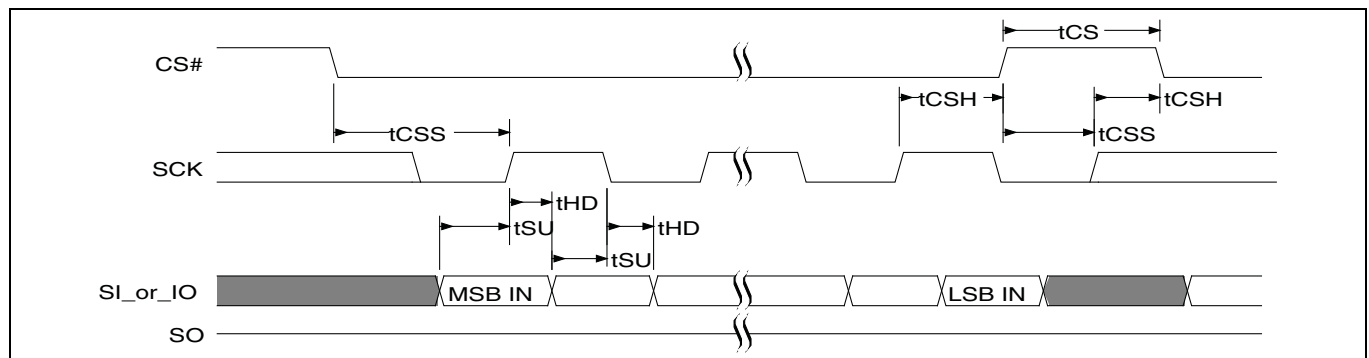 tCS
CS#
tCSH
tCSH
tCSS
tCSS
SCK
tHD
tSU
tHD
tSU
SI_or_IO
MSB IN
LSB IN
SO